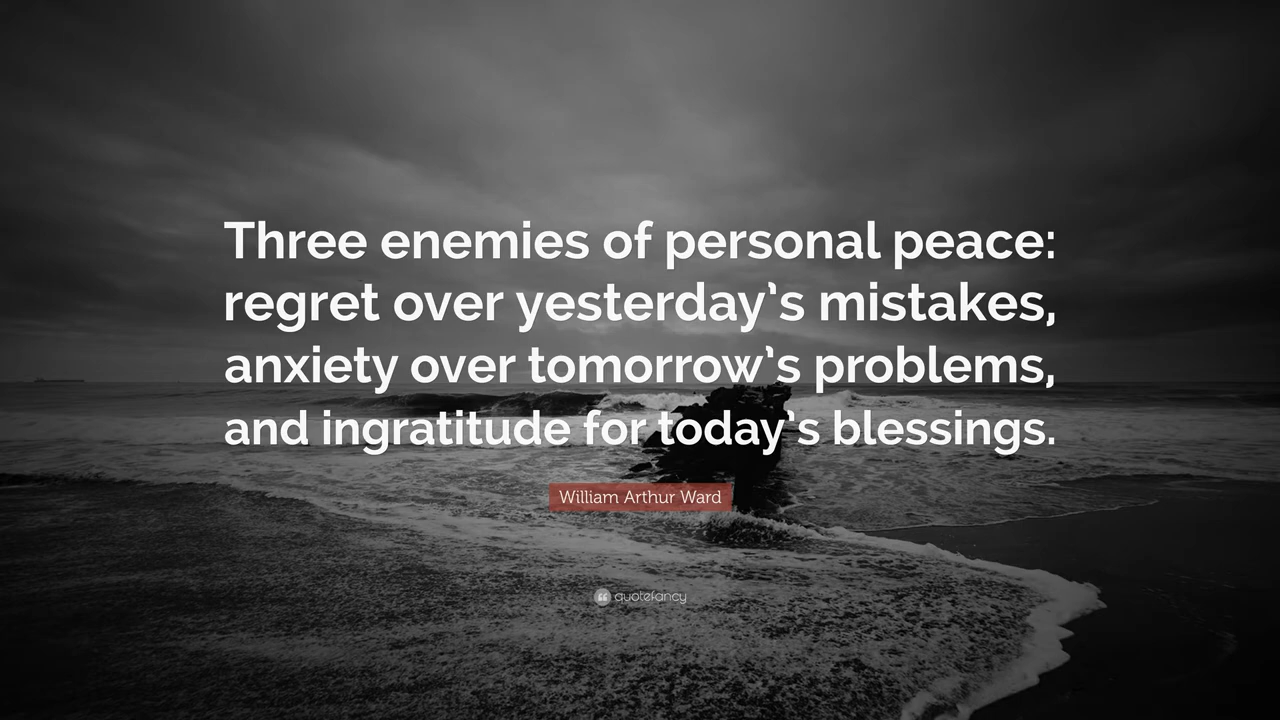 Three enemies of personal peace:
regret over yesterday’s mistakes,
anxiety over tomorrow’s problems,
and ingratitude for today’s blessings.
William Arthur Ward
quotefancy